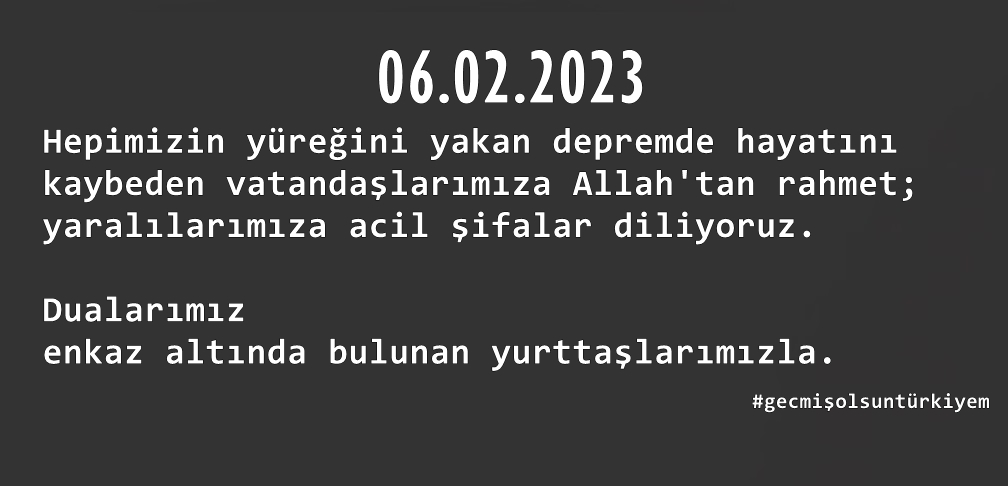 06.02.2023
Hepimizin yüreğini yakan depremde hayatını
kaybeden vatandaşlarımıza Allah'tan rahmet;
yaralılarımıza acil şifalar diliyoruz.
Dualarımız
enkaz altında bulunan yurttaşlarımızla.
#gecmişolsuntürkiyem